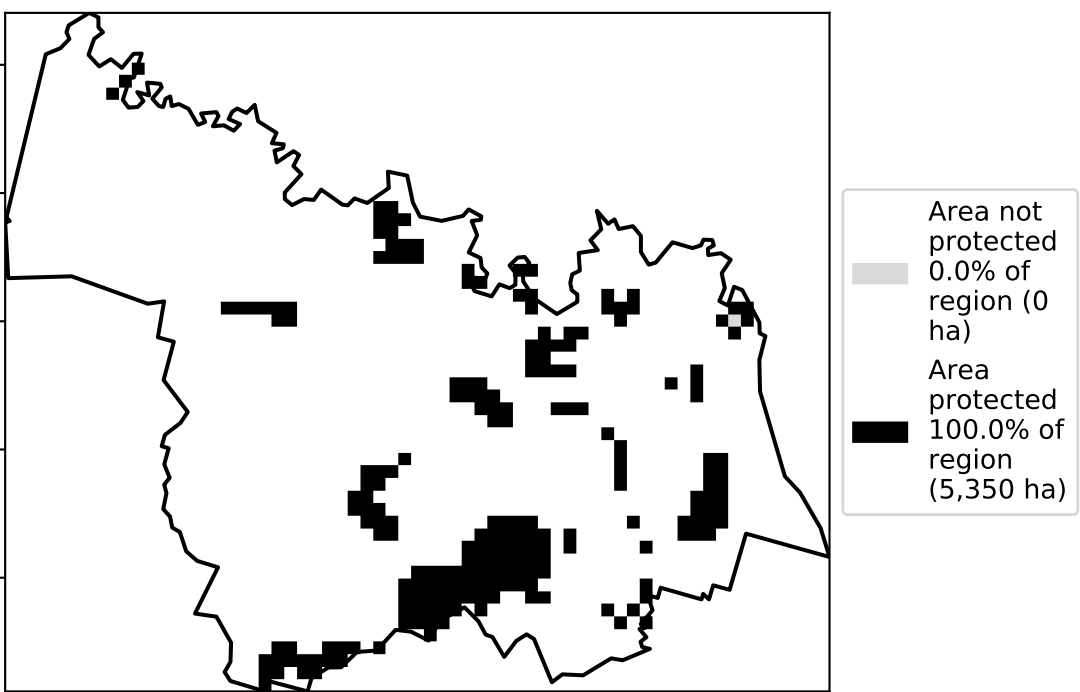 Area not
protected
0.0% of
region (0
ha)
Area
protected
100.0% of
region
(5,350 ha)